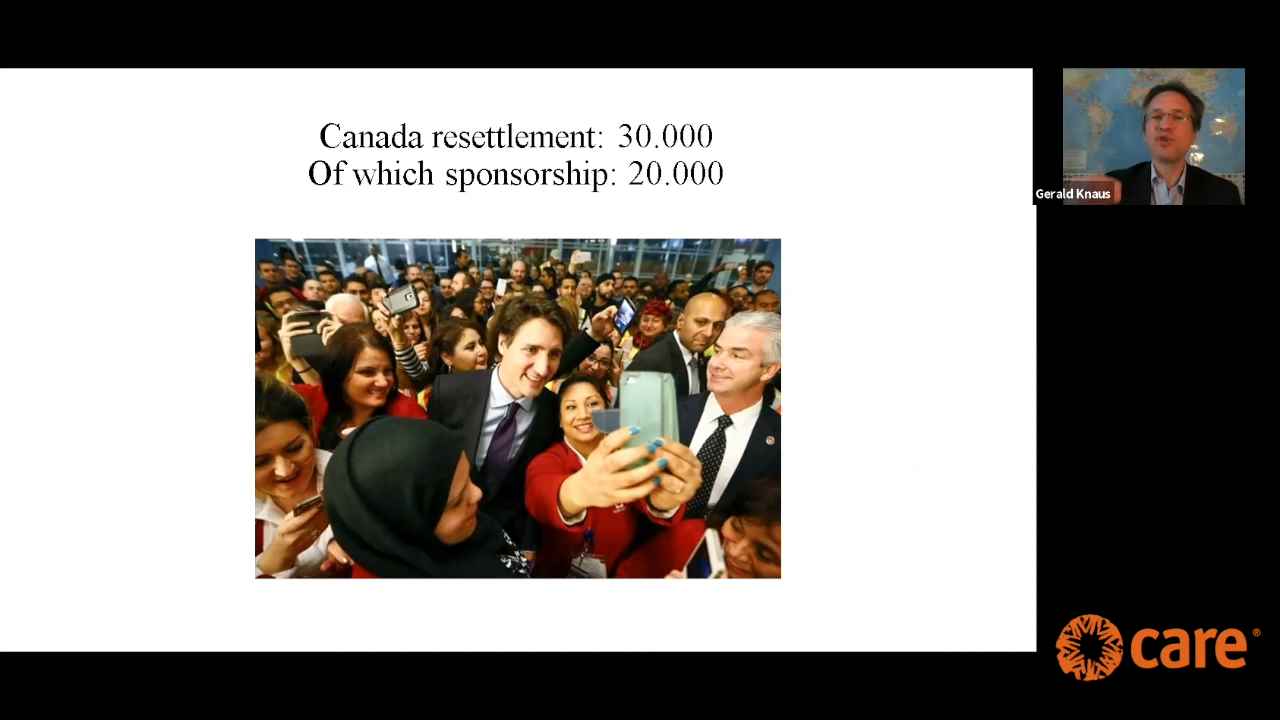 Canada resettlement: 30.000
Of which sponsorship: 20.000
Gerald Knaus
care®